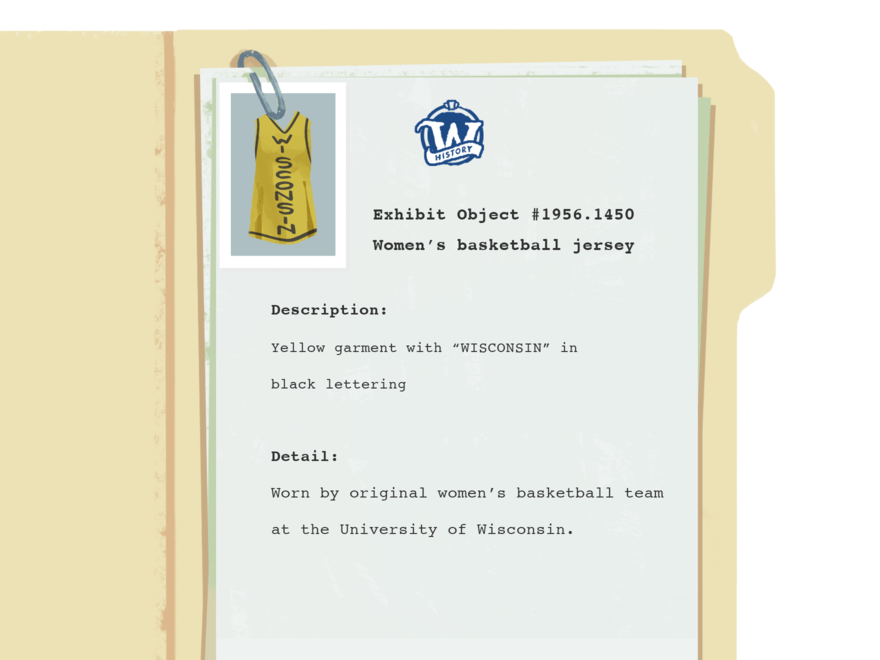 WISCONSIN
W
HISTORY
Exhibit Object #1956.1450
Women’s basketball jersey
Description:
Yellow garment with “WISCONSIN” in
black lettering
Detail:
Worn by original women’s basketball team
at the University of Wisconsin.